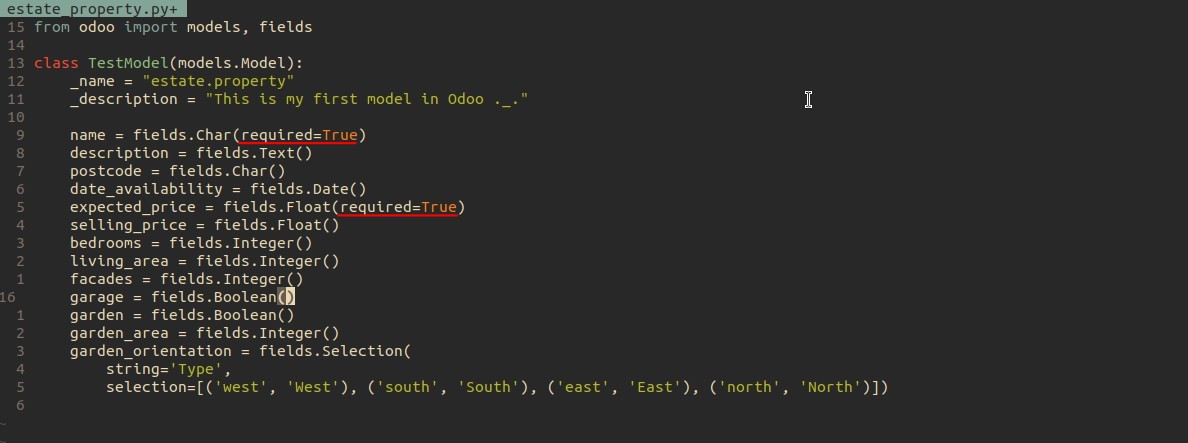 estate_property.py+
15 from odoo import models, fields
14
13 class TestModel(models.Model):
12     _name = "estate.property"
11     _description = "This is my first model in Odoo ._."
10
9     name = fields.Char(required=True)
8     description = fields.Text()
7     postcode = fields.Char()
6     date_availability = fields.Date()
5     expected_price = fields.Float(required=True)
4     selling_price = fields.Float()
3     bedrooms = fields.Integer()
2     living_area = fields.Integer()
1     facades = fields.Integer()
16     garage = fields.Boolean()
1     garden = fields.Boolean()
2     garden_area = fields.Integer()
3     garden_orientation = fields.Selection(
4         string='Type',
5         selection=[('west', 'West'), ('south', 'South'), ('east', 'East'), ('north', 'North')])
6
~